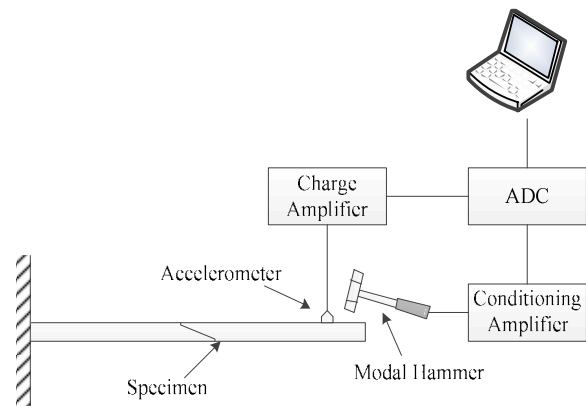 Charge
Amplifier
ADC
Accelerometer
Conditioning
Amplifier
Modal Hammer
Specimen